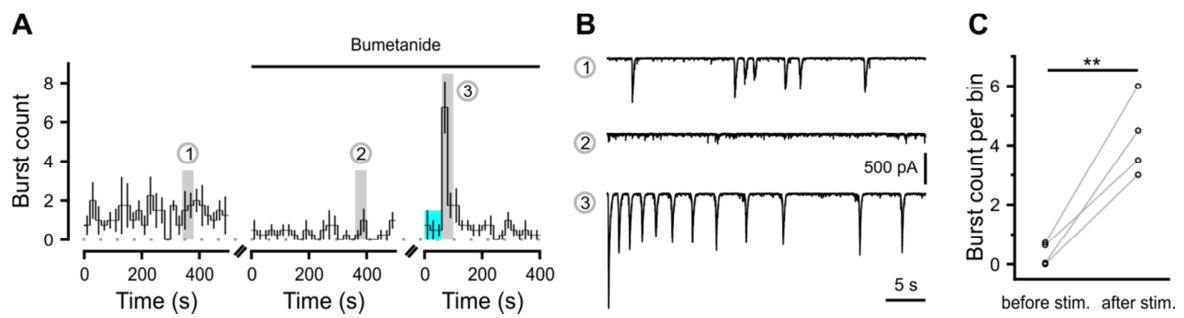 A
Bumetanide
Burst count
8
6
4
2
0
1
2
3
0 200 400
0 200 400
0 200 400
Time (s)
Time (s)
Time (s)
B
1
2
3
500 pA
5 s
C
**
Burst count per bin
6
4
2
0
before stim. after stim.